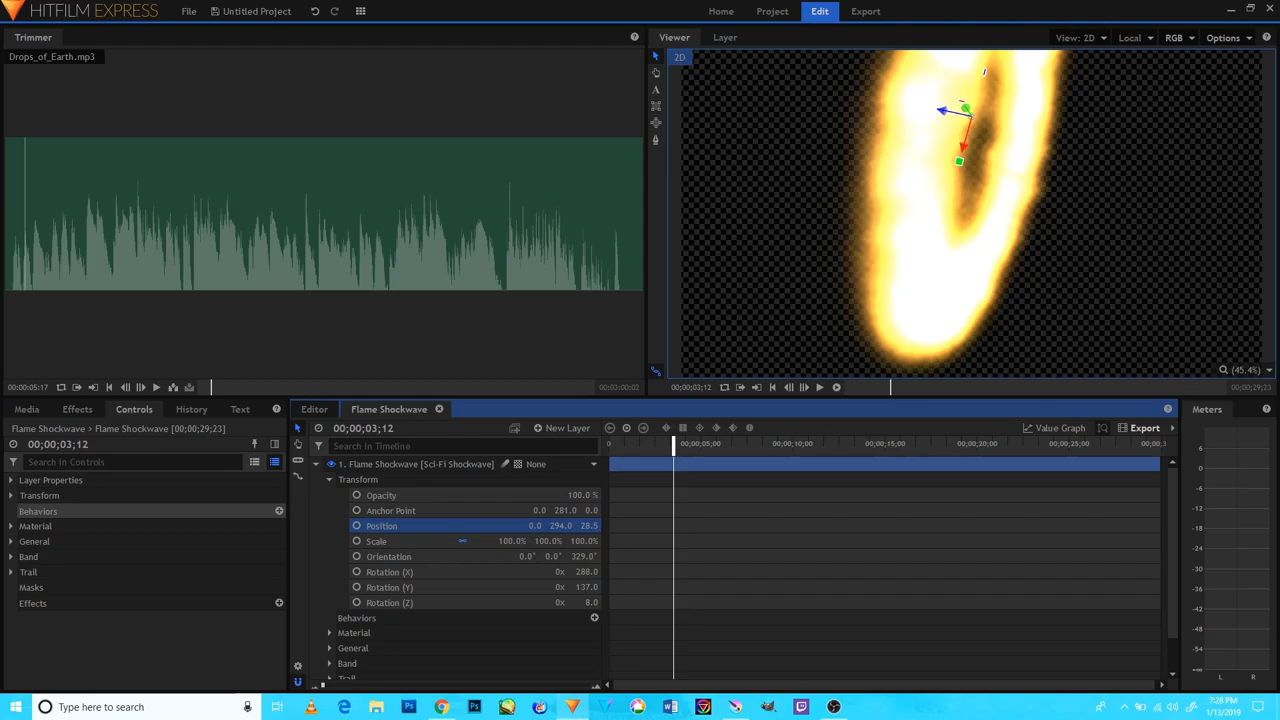 HITFILM EXPRESS File Untitled Project Home Project Edit Export
Trimmer Viewer Layer View: 2D Local RGB Options
Drops_of_Earth.mp3 2D
(45.4%)
00;00;05;17 00;03;00;02 00;00;03;12 00;00;29;23
Media Effects Controls History Text Editor Flame Shockwave Meters
Flame Shockwave > Flame Shockwave [00;00;29;23] 00;00;03;12 New Layer Value Graph Export
00;00;03;12 Search in Timeline 0 00;00;05;00 00;00;10;00 00;00;15;00 00;00;20;00 00;00;25;00 00;00;3
Search in Controls 1. Flame Shockwave [Sci-Fi Shockwave] None
Layer Properties Transform
Transform Opacity 100.0 %
Behaviors Anchor Point 0.0 281.0 0.0
Material Position 0.0 294.0 28.5
General Scale 100.0% 100.0% 100.0%
Band Orientation 0.0° 0.0° 329.0°
Trail Rotation (X) 0x 288.0
Masks Rotation (Y) 0x 137.0
Effects Rotation (Z) 0x 8.0
Behaviors
Material
General
Band
Trail
6
0
-6
-12
-18
-24
-30
-36
-42
-48
-54
-∞
L R
Type here to search 7:28 PM
1/13/2019